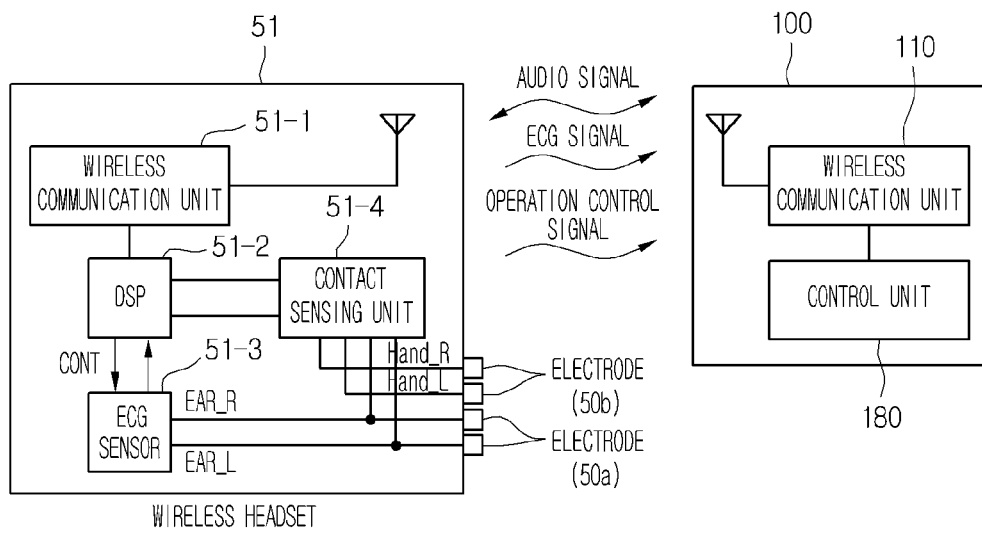 51
100
51-1
AUDIO SIGNAL
110
WIRELESS
COMMUNICATION UNIT
ECG SIGNAL
WIRELESS
COMMUNICATION UNIT
51-4
OPERATION CONTROL
SIGNAL
51-2
DSP
CONTACT
SENSING UNIT
CONTROL UNIT
CONT
51-3
Hand_R
Hand_L
ELECTRODE
(50b)
180
ECG
SENSOR
EAR_R
EAR_L
ELECTRODE
(50a)
WIRELESS HEADSET